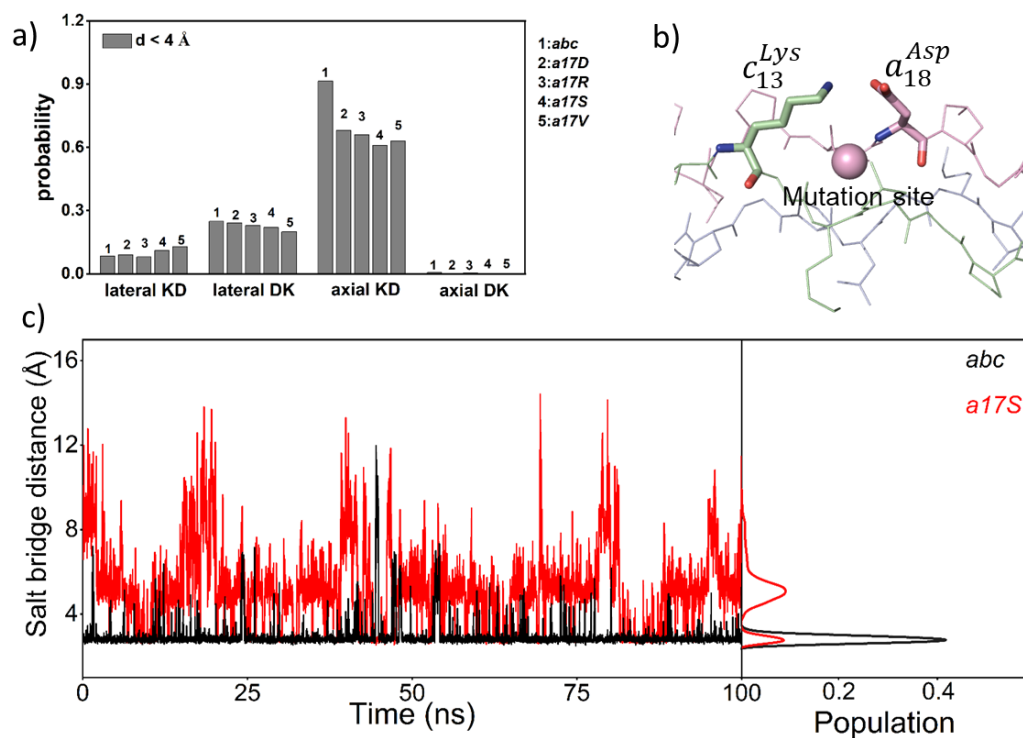 a)
1.2
0.9
0.6
0.3
0.0
probability
d < 4 Å
1 2 3 4 5
lateral KD
1 2 3 4 5
lateral DK
1 2 3 4 5
axial KD
1 2 3 4 5
axial DK
1:abc
2:a17D
3:a17R
4:a17S
5:a17V
b)
c₁₃ᴸʸˢ
a₁₈ᴬˢᵖ
Mutation site
c)
Salt bridge distance (Å)
16
12
8
4
abc
a17S
0 25 50 75 100 0.2 0.4
Time (ns)
Population